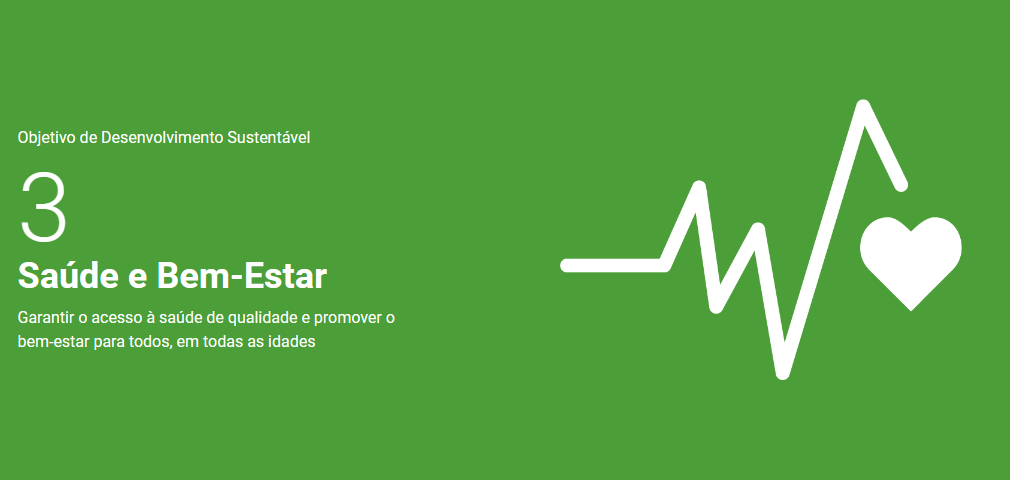 Objetivo de Desenvolvimento Sustentável
3
Saúde e Bem-Estar
Garantir o acesso à saúde de qualidade e promover o
bem-estar para todos, em todas as idades